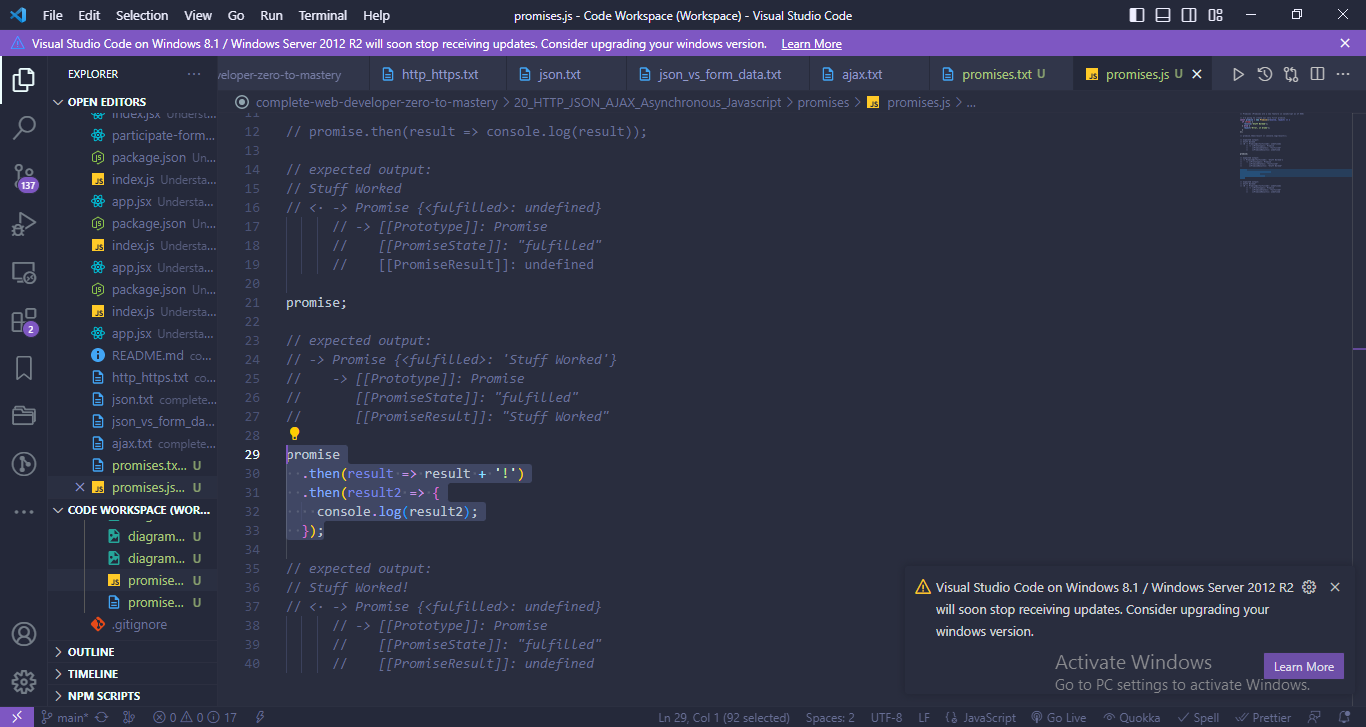 File Edit Selection View Go Run Terminal Help
promises.js - Code Workspace (Workspace) - Visual Studio Code
Visual Studio Code on Windows 8.1 / Windows Server 2012 R2 will soon stop receiving updates. Consider upgrading your windows version. Learn More
EXPLORER
veloper-zero-to-mastery http_https.txt json.txt json_vs_form_data.txt ajax.txt promises.txt U promises.js U
complete-web-developer-zero-to-mastery > 20_HTTP_JSON_AJAX_Asynchronous_Javascript > promises > promises.js > ...
OPEN EDITORS
index.jsx Understa...
participate-form...
package.json Un...
index.js Understa...
app.jsx Understa...
package.json Un...
index.js Understa...
app.jsx Understa...
package.json Un...
index.js Understa...
app.jsx Understa...
README.md co...
http_https.txt co...
json.txt complete...
json_vs_form_da...
ajax.txt complete...
promises.tx... U
promises.js... U
CODE WORKSPACE (WOR...
diagram... U
diagram... U
promise... U
promise... U
.gitignore
OUTLINE
TIMELINE
NPM SCRIPTS
137
2
11
12 // promise.then(result => console.log(result));
13
14 // expected output:
15 // Stuff Worked
16 // <· -> Promise {<fulfilled>: undefined}
17 // -> [[Prototype]]: Promise
18 // [[PromiseState]]: "fulfilled"
19 // [[PromiseResult]]: undefined
20
21 promise;
22
23 // expected output:
24 // -> Promise {<fulfilled>: 'Stuff Worked'}
25 // -> [[Prototype]]: Promise
26 // [[PromiseState]]: "fulfilled"
27 // [[PromiseResult]]: "Stuff Worked"
28
29 promise
30 .then(result => result + '!')
31 .then(result2 => {
32 console.log(result2);
33 });
34
35 // expected output:
36 // Stuff Worked!
37 // <· -> Promise {<fulfilled>: undefined}
38 // -> [[Prototype]]: Promise
39 // [[PromiseState]]: "fulfilled"
40 // [[PromiseResult]]: undefined
Visual Studio Code on Windows 8.1 / Windows Server 2012 R2
will soon stop receiving updates. Consider upgrading your
windows version.
Learn More
Activate Windows
Go to PC settings to activate Windows.
main* 0 0 17 Ln 29, Col 1 (92 selected) Spaces: 2 UTF-8 LF {} JavaScript Go Live Quokka Spell Prettier